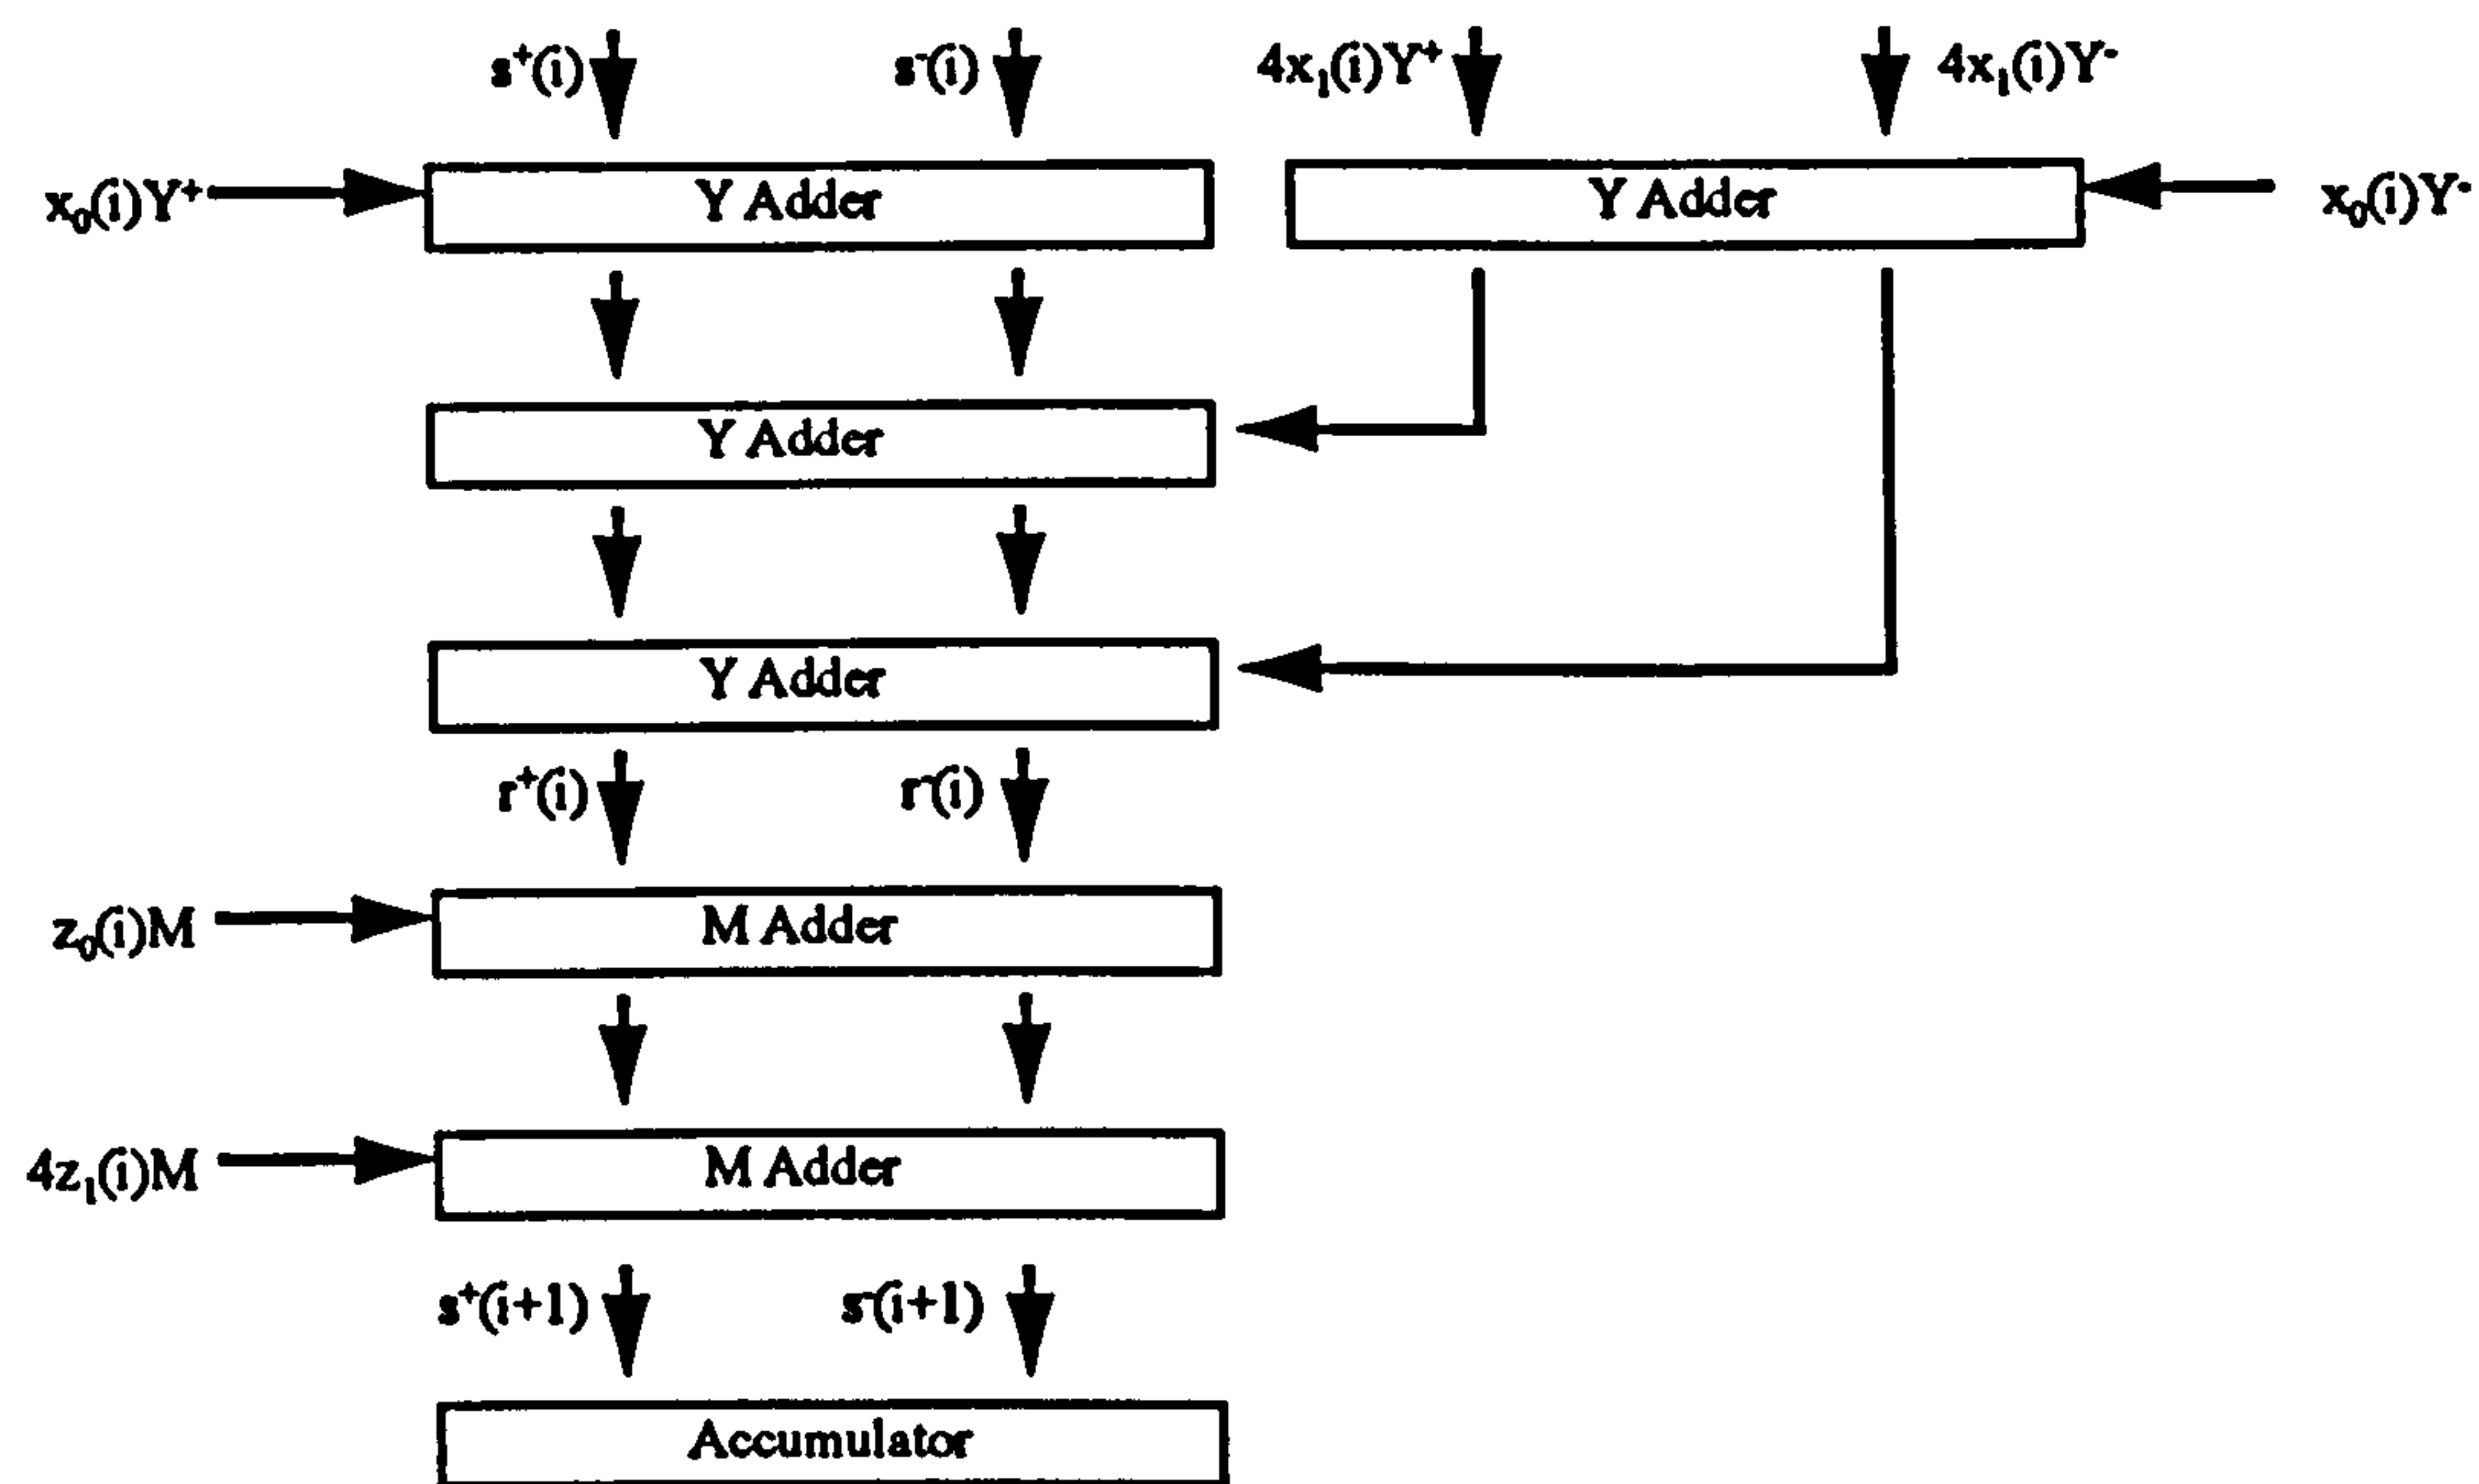 s⁺(i) s⁻(i) 4x₁(i)Y⁺ 4x₁(i)Y⁻
x₀(i)Y⁺ Y Adder Y Adder x₀(i)Y⁻
Y Adder
Y Adder
r⁺(i) r⁻(i)
z₀(i)M M Adder
4z₁(i)M M Adder
s⁺(i+1) s⁻(i+1)
Accumulator